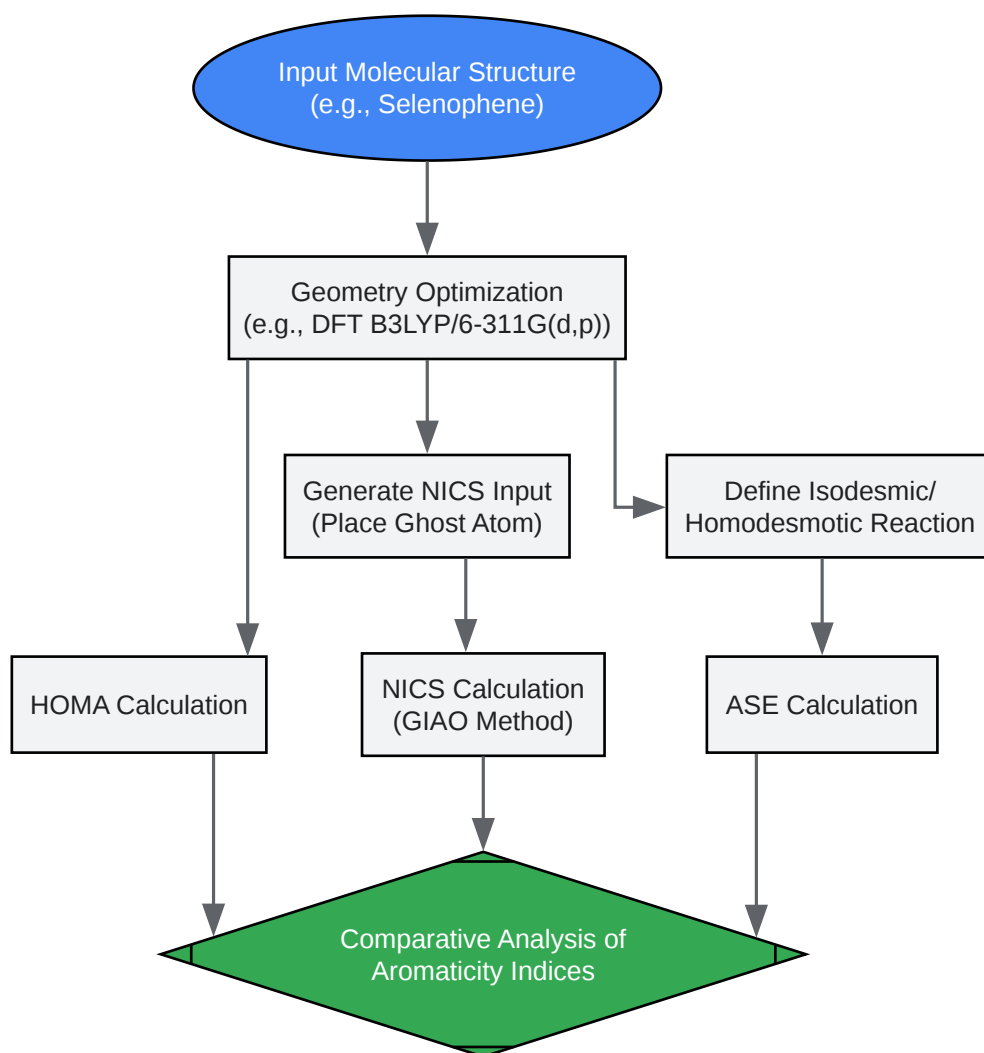 Input Molecular Structure
(e.g., Selenophene)
Geometry Optimization
(e.g., DFT B3LYP/6-311G(d,p))
Generate NICS Input
(Place Ghost Atom)
Define Isodesmic/
Homodesmotic Reaction
HOMA Calculation
NICS Calculation
(GIAO Method)
ASE Calculation
Comparative Analysis of
Aromaticity Indices